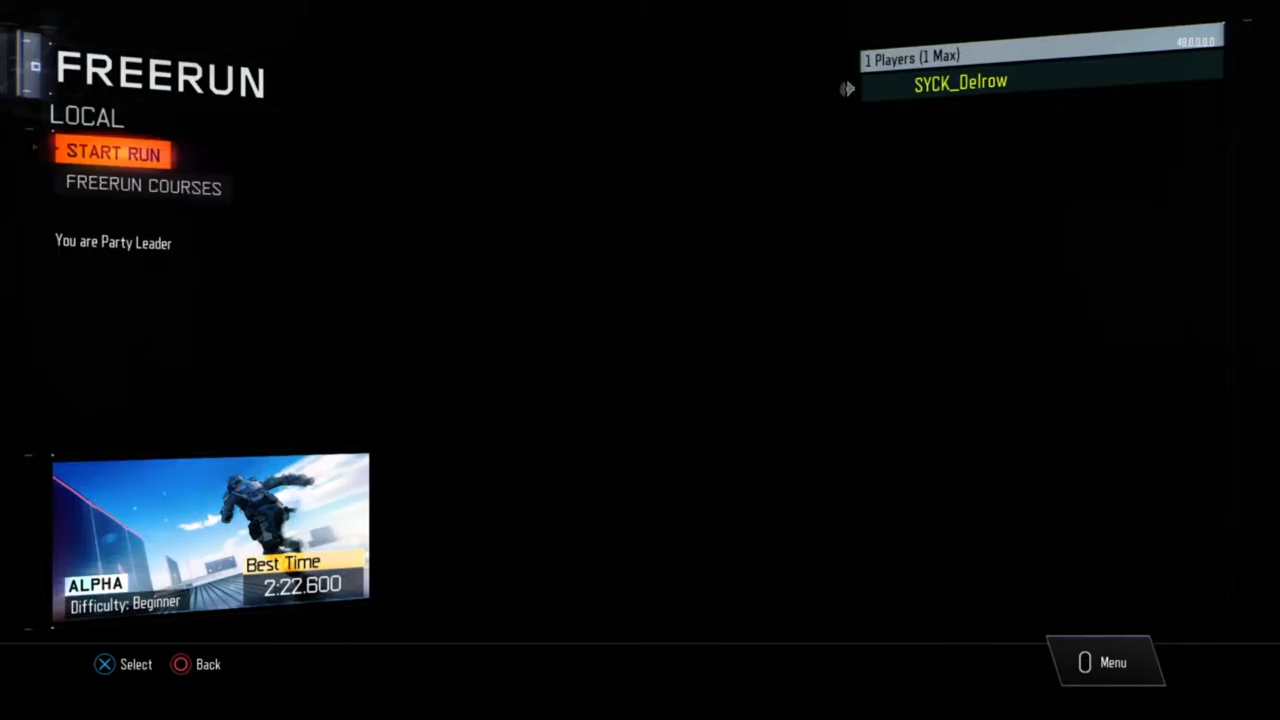 FREERUN
LOCAL
START RUN
FREERUN COURSES
You are Party Leader
1 Players (1 Max)
SYCK_Delrow
Best Time
2:22.600
ALPHA
Difficulty: Beginner
Select
Back
Menu